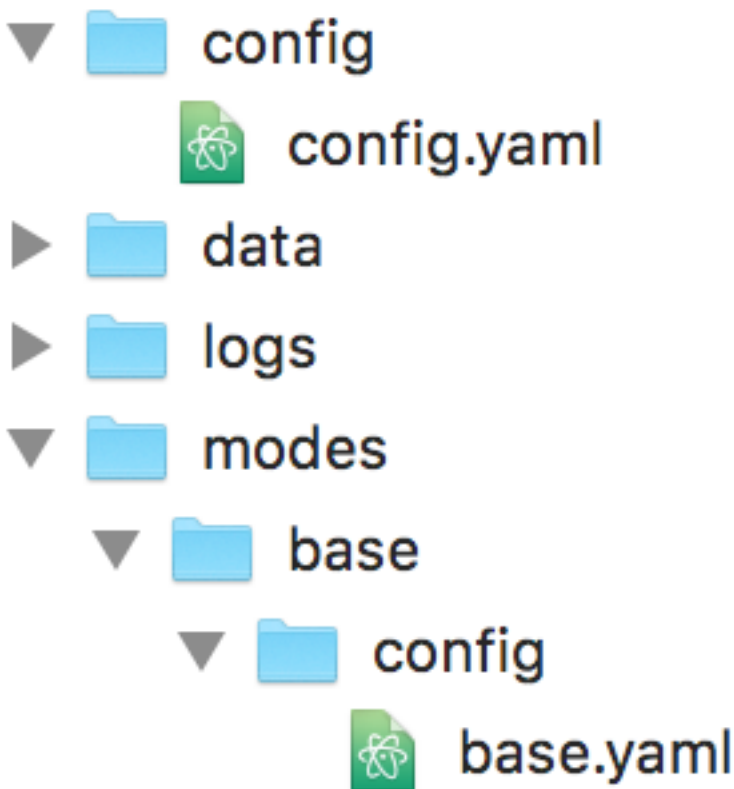 config
config.yaml
data
logs
modes
base
config
base.yaml